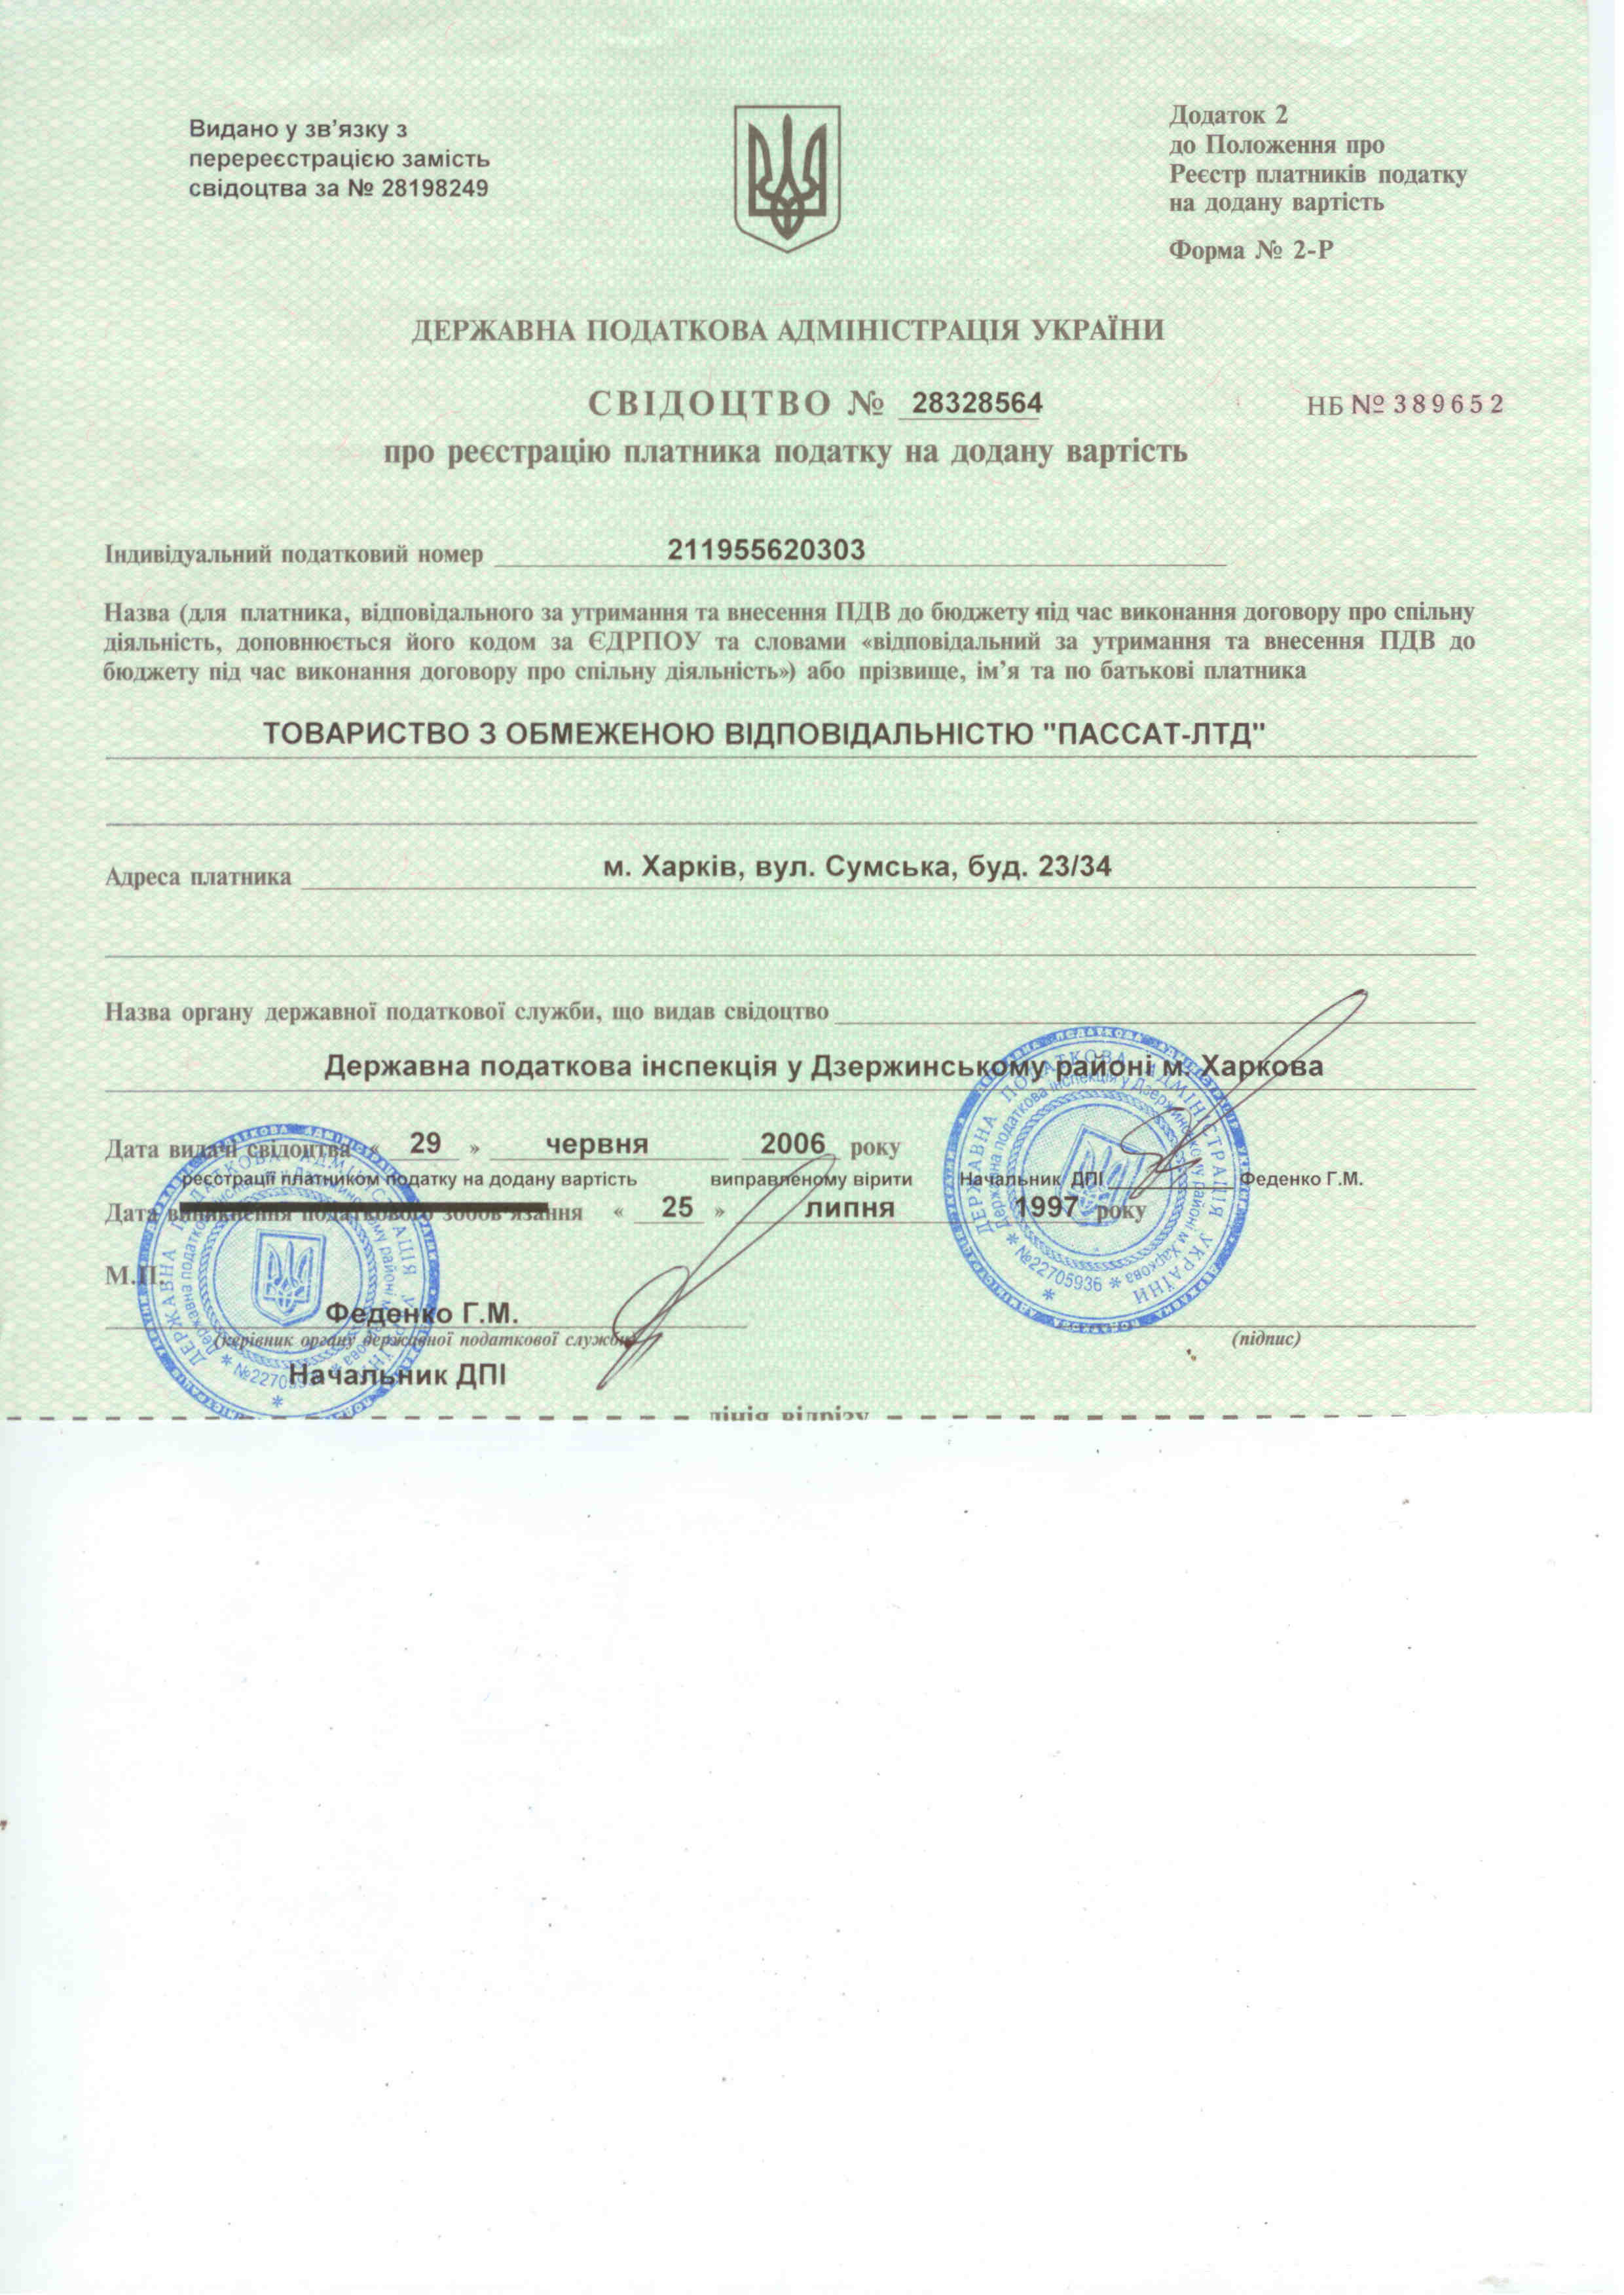 Видано у зв'язку з
перереєстрацією замість
свідоцтва за № 28198249
Додаток 2
до Положення про
Реєстр платників податку
на додану вартість
Форма № 2-Р
ДЕРЖАВНА ПОДАТКОВА АДМІНІСТРАЦІЯ УКРАЇНИ
СВІДОЦТВО № 28328564
НБ № 389652
про реєстрацію платника податку на додану вартість
Індивідуальний податковий номер 211955620303
Назва (для платника, відповідального за утримання та внесення ПДВ до бюджету під час виконання договору про спільну
діяльність, доповнюється його кодом за ЄДРПОУ та словами «відповідальний за утримання та внесення ПДВ до
бюджету під час виконання договору про спільну діяльність») або прізвище, ім'я та по батькові платника
ТОВАРИСТВО З ОБМЕЖЕНОЮ ВІДПОВІДАЛЬНІСТЮ "ПАССАТ-ЛТД"
Адреса платника м. Харків, вул. Сумська, буд. 23/34
Назва органу державної податкової служби, що видав свідоцтво
Державна податкова інспекція у Дзержинському районі м. Харкова
Дата видачі свідоцтва « 29 » червня 2006 року
реєстрації платником податку на додану вартість виправленому вірити Начальник ДПІ Феденко Г.М.
Дата виникнення податкового зобов'язання « 25 » липня 1997 року
М.П.
Феденко Г.М.
(керівник органу державної податкової служби)
(підпис)
Начальник ДПІ
лінія відрізу
ДЕРЖАВНА ПОДАТКОВА АДМІНІСТРАЦІЯ УКРАЇНИ
Державна податкова інспекція у Дзержинському районі м Харкова
№22705936